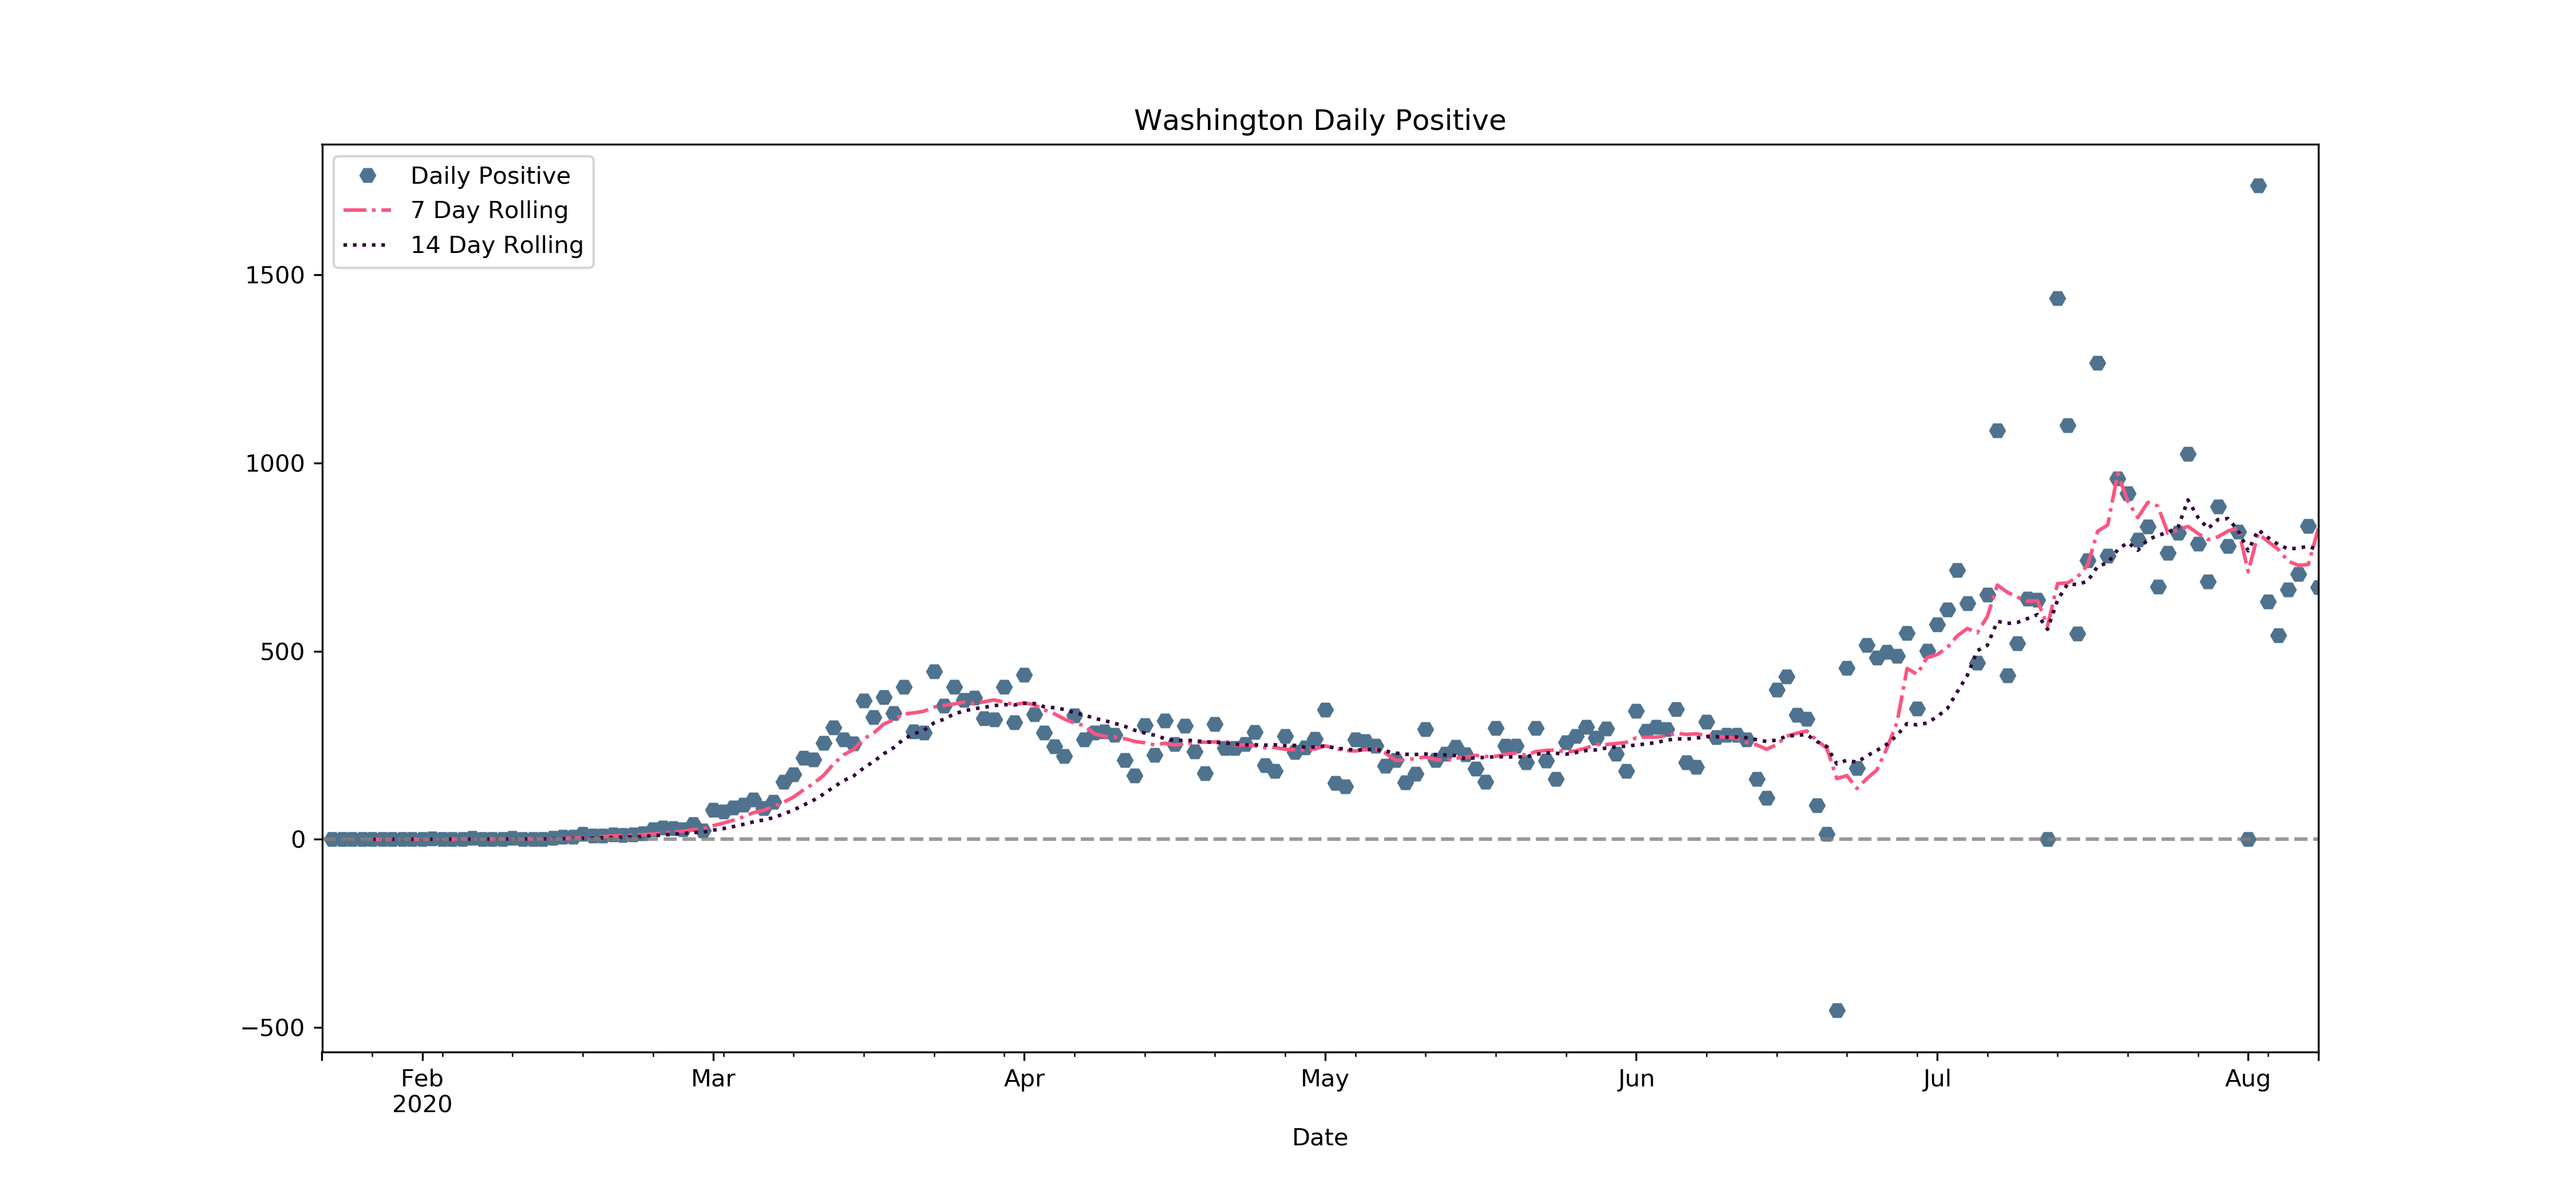 Washington Daily Positive
Daily Positive
7 Day Rolling
14 Day Rolling
1500
1000
500
0
−500
Feb Mar Apr May Jun Jul Aug
2020
Date